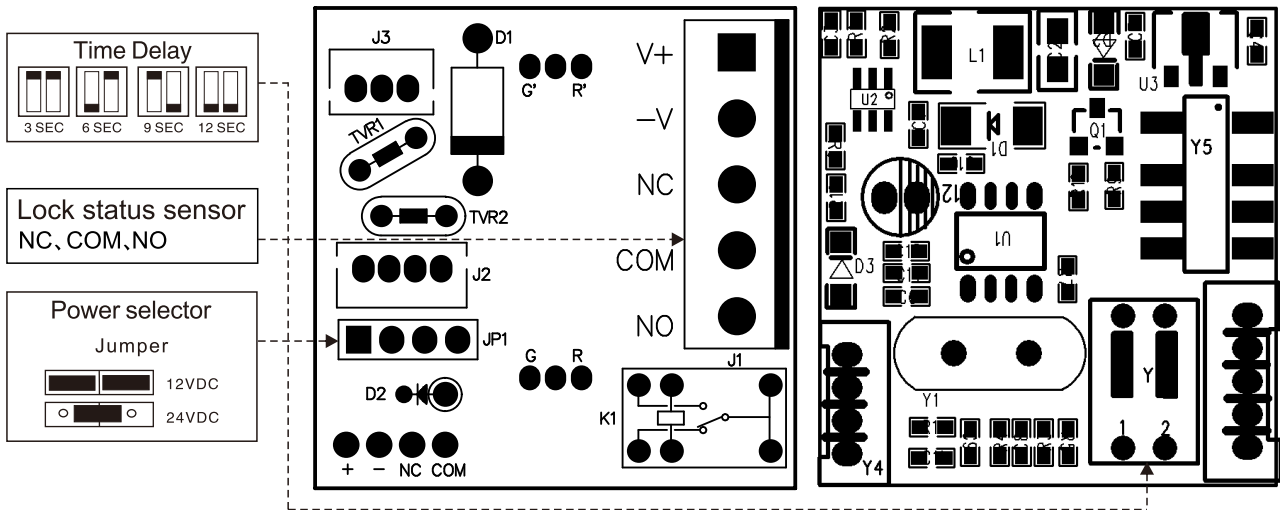 Time Delay
3 SEC 6 SEC 9 SEC 12 SEC
Lock status sensor
NC、COM、NO
Power selector
Jumper
12VDC
24VDC
J3
D1
G' R'
TVR1
TVR2
J2
JP1
G R
D2
+ - NC COM
V+
-V
NC
COM
NO
J1
K1
L1
C2
U3
U2
D1
Q1
Y5
12
U1
D3
Y1
Y
1 2
Y4